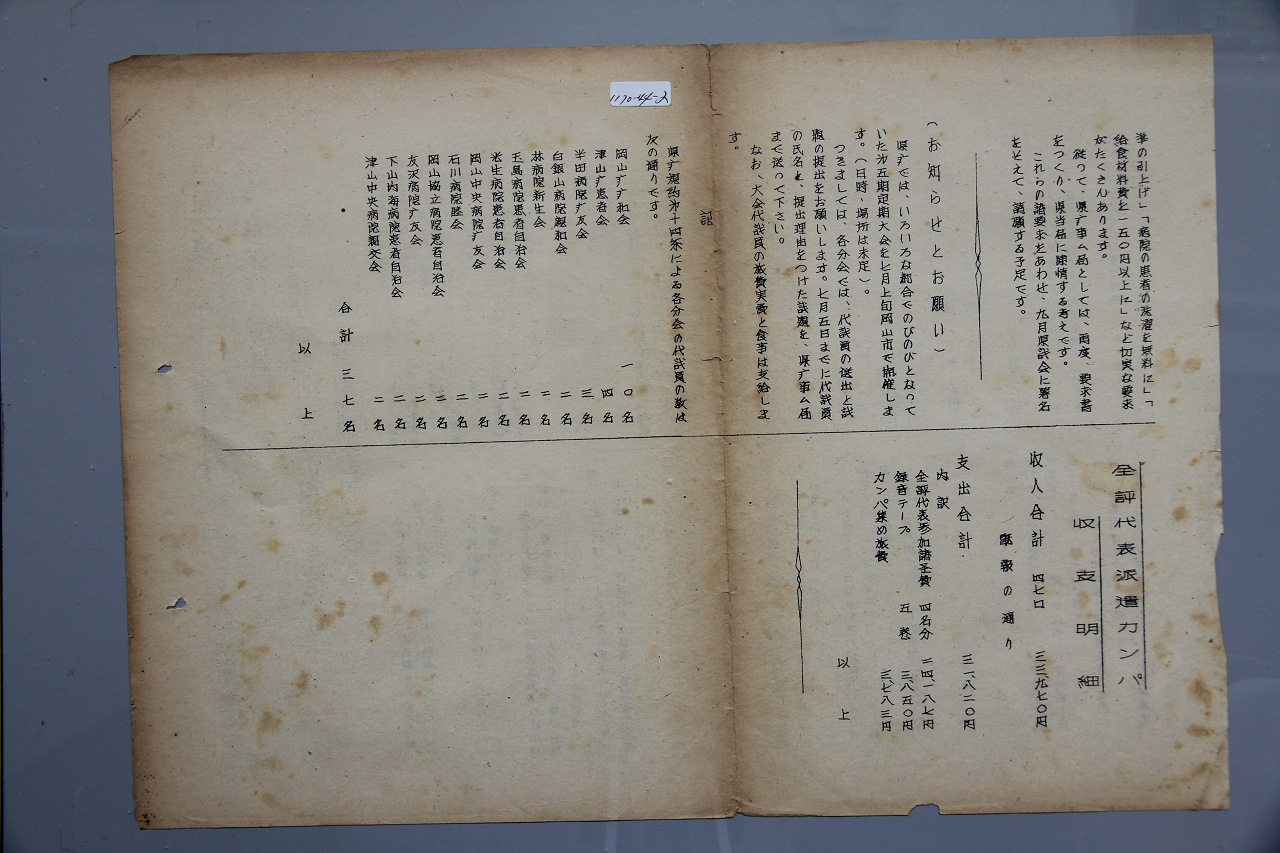 1170-44-2
準の引上げ」「病院の患者の洗濯を無料に」「
給食材料費を一五〇円以上に」など切実な要求
がたくさんあります。
従って、県疒事ム局としては、再度、要求書
をつくり、県当局に陳情する考えです。
これらの諸要求をあわせ、九月県議会に署名
をそえて、請願する予定です。
(お知らせとお願い)
県疒では、いろいろな都合でのびのびとなって
いた第五期定期大会を七月上旬岡山市で開催しま
す。(日時、場所は未定)。
つきましては、各分会では、代議員の選出と議
題の提出をお願いします。七月五日までに代議員
の氏名と、提出理由をつけた議題を、県疒事ム局
まで送って下さい。
なお、大会代議員の旅費実費と食事は支給しま
す。
記
県疒規約第十四条による各分会の代議員の数は
次の通りです。
岡山疒和会 一〇名
津山疒患者会 四名
半田病院疒友会 三名
白銀山病院親和会 二名
林病院新生会 二名
玉島病院患者自治会 二名
老生病院患者自治会 二名
岡山中央病院疒友会 二名
石川病院睦会 二名
岡山協立病院患者自治会 二名
友沢病院疒友会 二名
下山内海病院患者自治会 二名
津山中央病院親交会 二名
合計 三七名
以上
全評代表派遣カンパ
収支明細
収入合計 四七口 三三、九七〇円
の通り
支出合計 三一、八二〇円
内訳
全評代表参加諸圣費 四名分 二四、一八七円
録音テープ 五巻 三、八五〇円
カンパ集め旅費 三、七八三円
以上